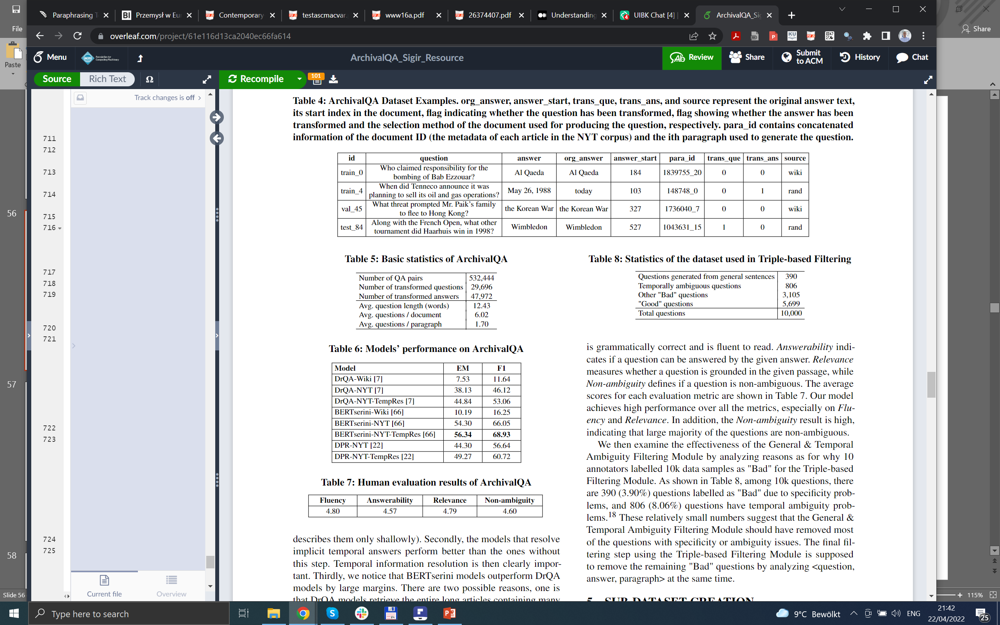 File
Paste
Share
56
57
58
Slide 56
115%
Paraphrasing T
Przemysł w Eur
Contemporary
testascmacvar.p
www16a.pdf
26374407.pdf
Understanding
UIBK Chat [4] |
ArchivalQA_Sig
overleaf.com/project/61e116d13ca2040ec66fa614
Menu
ArchivalQA_Sigir_Resource
Review
Share
Submit to ACM
History
Chat
Source Rich Text Ω
Recompile
101
Track changes is off
711
712
713
714
715
716
717
718
719
720
721
722
723
724
725
Current file
Overview
Table 4: ArchivalQA Dataset Examples. org_answer, answer_start, trans_que, trans_ans, and source represent the original answer text,
its start index in the document, flag indicating whether the question has been transformed, flag showing whether the answer has been
transformed and the selection method of the document used for producing the question, respectively. para_id contains concatenated
information of the document ID (the metadata of each article in the NYT corpus) and the ith paragraph used to generate the question.
id question answer org_answer answer_start para_id trans_que trans_ans source
train_0 Who claimed responsibility for the bombing of Bab Ezzouar? Al Qaeda Al Qaeda 184 1839755_20 0 0 wiki
train_4 When did Tenneco announce it was planning to sell its oil and gas operations? May 26, 1988 today 103 148748_0 0 1 rand
val_45 What threat prompted Mr. Paik's family to flee to Hong Kong? the Korean War the Korean War 327 1736040_7 0 0 wiki
test_84 Along with the French Open, what other tournament did Haarhuis win in 1998? Wimbledon Wimbledon 527 1043631_15 1 0 rand
Table 5: Basic statistics of ArchivalQA
Number of QA pairs 532,444
Number of transformed questions 29,696
Number of transformed answers 47,972
Avg. question length (words) 12.43
Avg. questions / document 6.02
Avg. questions / paragraph 1.70
Table 6: Models' performance on ArchivalQA
Model EM F1
DrQA-Wiki [7] 7.53 11.64
DrQA-NYT [7] 38.13 46.12
DrQA-NYT-TempRes [7] 44.84 53.06
BERTserini-Wiki [66] 10.19 16.25
BERTserini-NYT [66] 54.30 66.05
BERTserini-NYT-TempRes [66] 56.34 68.93
DPR-NYT [22] 44.30 56.64
DPR-NYT-TempRes [22] 49.27 60.72
Table 7: Human evaluation results of ArchivalQA
Fluency Answerability Relevance Non-ambiguity
4.80 4.57 4.79 4.60
describes them only shallowly). Secondly, the models that resolve
implicit temporal answers perform better than the ones without
this step. Temporal information resolution is then clearly impor-
tant. Thirdly, we notice that BERTserini models outperform DrQA
models by large margins. There are two possible reasons, one is
that DrQA models retrieve the entire long articles containing many
Table 8: Statistics of the dataset used in Triple-based Filtering
Questions generated from general sentences 390
Temporally ambiguous questions 806
Other "Bad" questions 3,105
"Good" questions 5,699
Total questions 10,000
is grammatically correct and is fluent to read. Answerability indi-
cates if a question can be answered by the given answer. Relevance
measures whether a question is grounded in the given passage, while
Non-ambiguity defines if a question is non-ambiguous. The average
scores for each evaluation metric are shown in Table 7. Our model
achieves high performance over all the metrics, especially on Flu-
ency and Relevance. In addition, the Non-ambiguity result is high,
indicating that large majority of the questions are non-ambiguous.
We then examine the effectiveness of the General & Temporal
Ambiguity Filtering Module by analyzing reasons as for why 10
annotators labelled 10k data samples as "Bad" for the Triple-based
Filtering Module. As shown in Table 8, among 10k questions, there
are 390 (3.90%) questions labelled as "Bad" due to specificity prob-
lems, and 806 (8.06%) questions have temporal ambiguity prob-
lems.18 These relatively small numbers suggest that the General &
Temporal Ambiguity Filtering Module should have removed most
of the questions with specificity or ambiguity issues. The final fil-
tering step using the Triple-based Filtering Module is supposed
to remove the remaining "Bad" questions by analyzing <question,
answer, paragraph> at the same time.
5 SUB-DATASET CREATION
Type here to search
9°C Bewölkt
ENG
21:42
22/04/2022
25